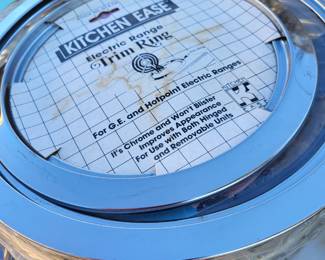 KITCHEN EASE
Electric Range
Trim Ring
For G.E. and Hotpoint Electric Ranges
It's Chrome and Won't Blister
Improves Appearance
For Use with Both Hinged
and Removable Units